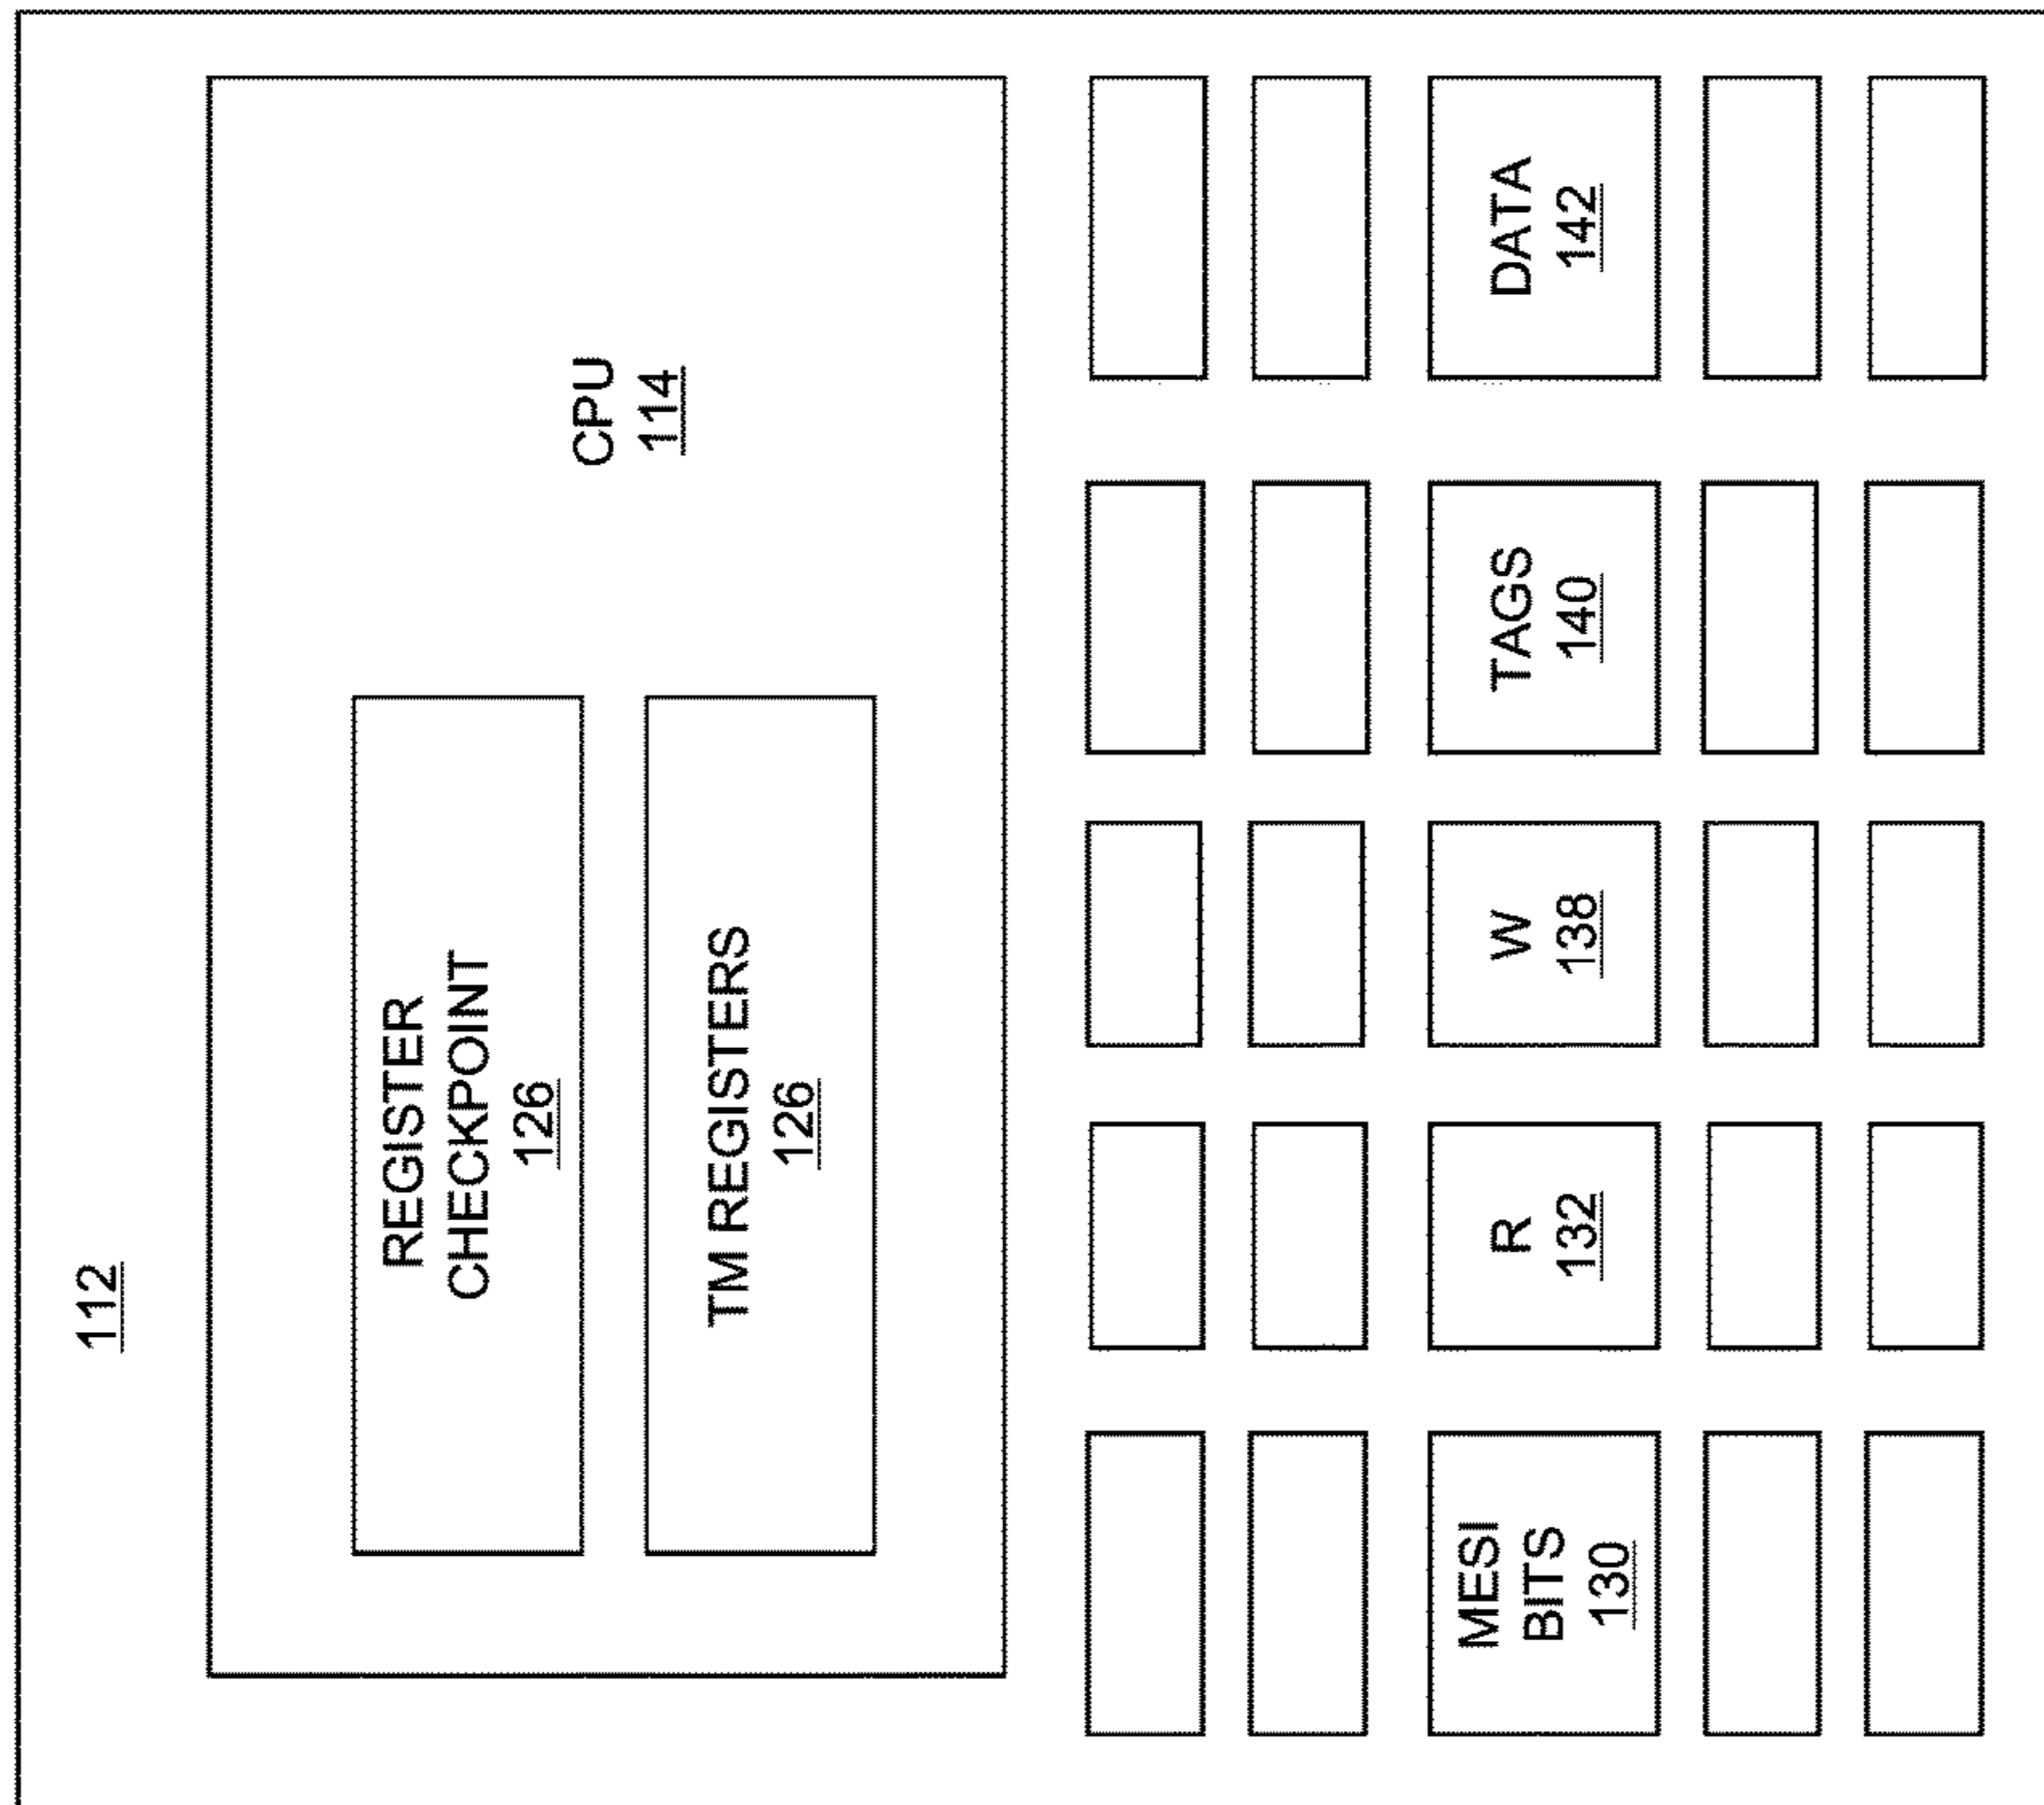 112
REGISTER
CHECKPOINT
126
TM REGISTERS
126
CPU
114
MESI
BITS
130
R
132
W
138
TAGS
140
DATA
142